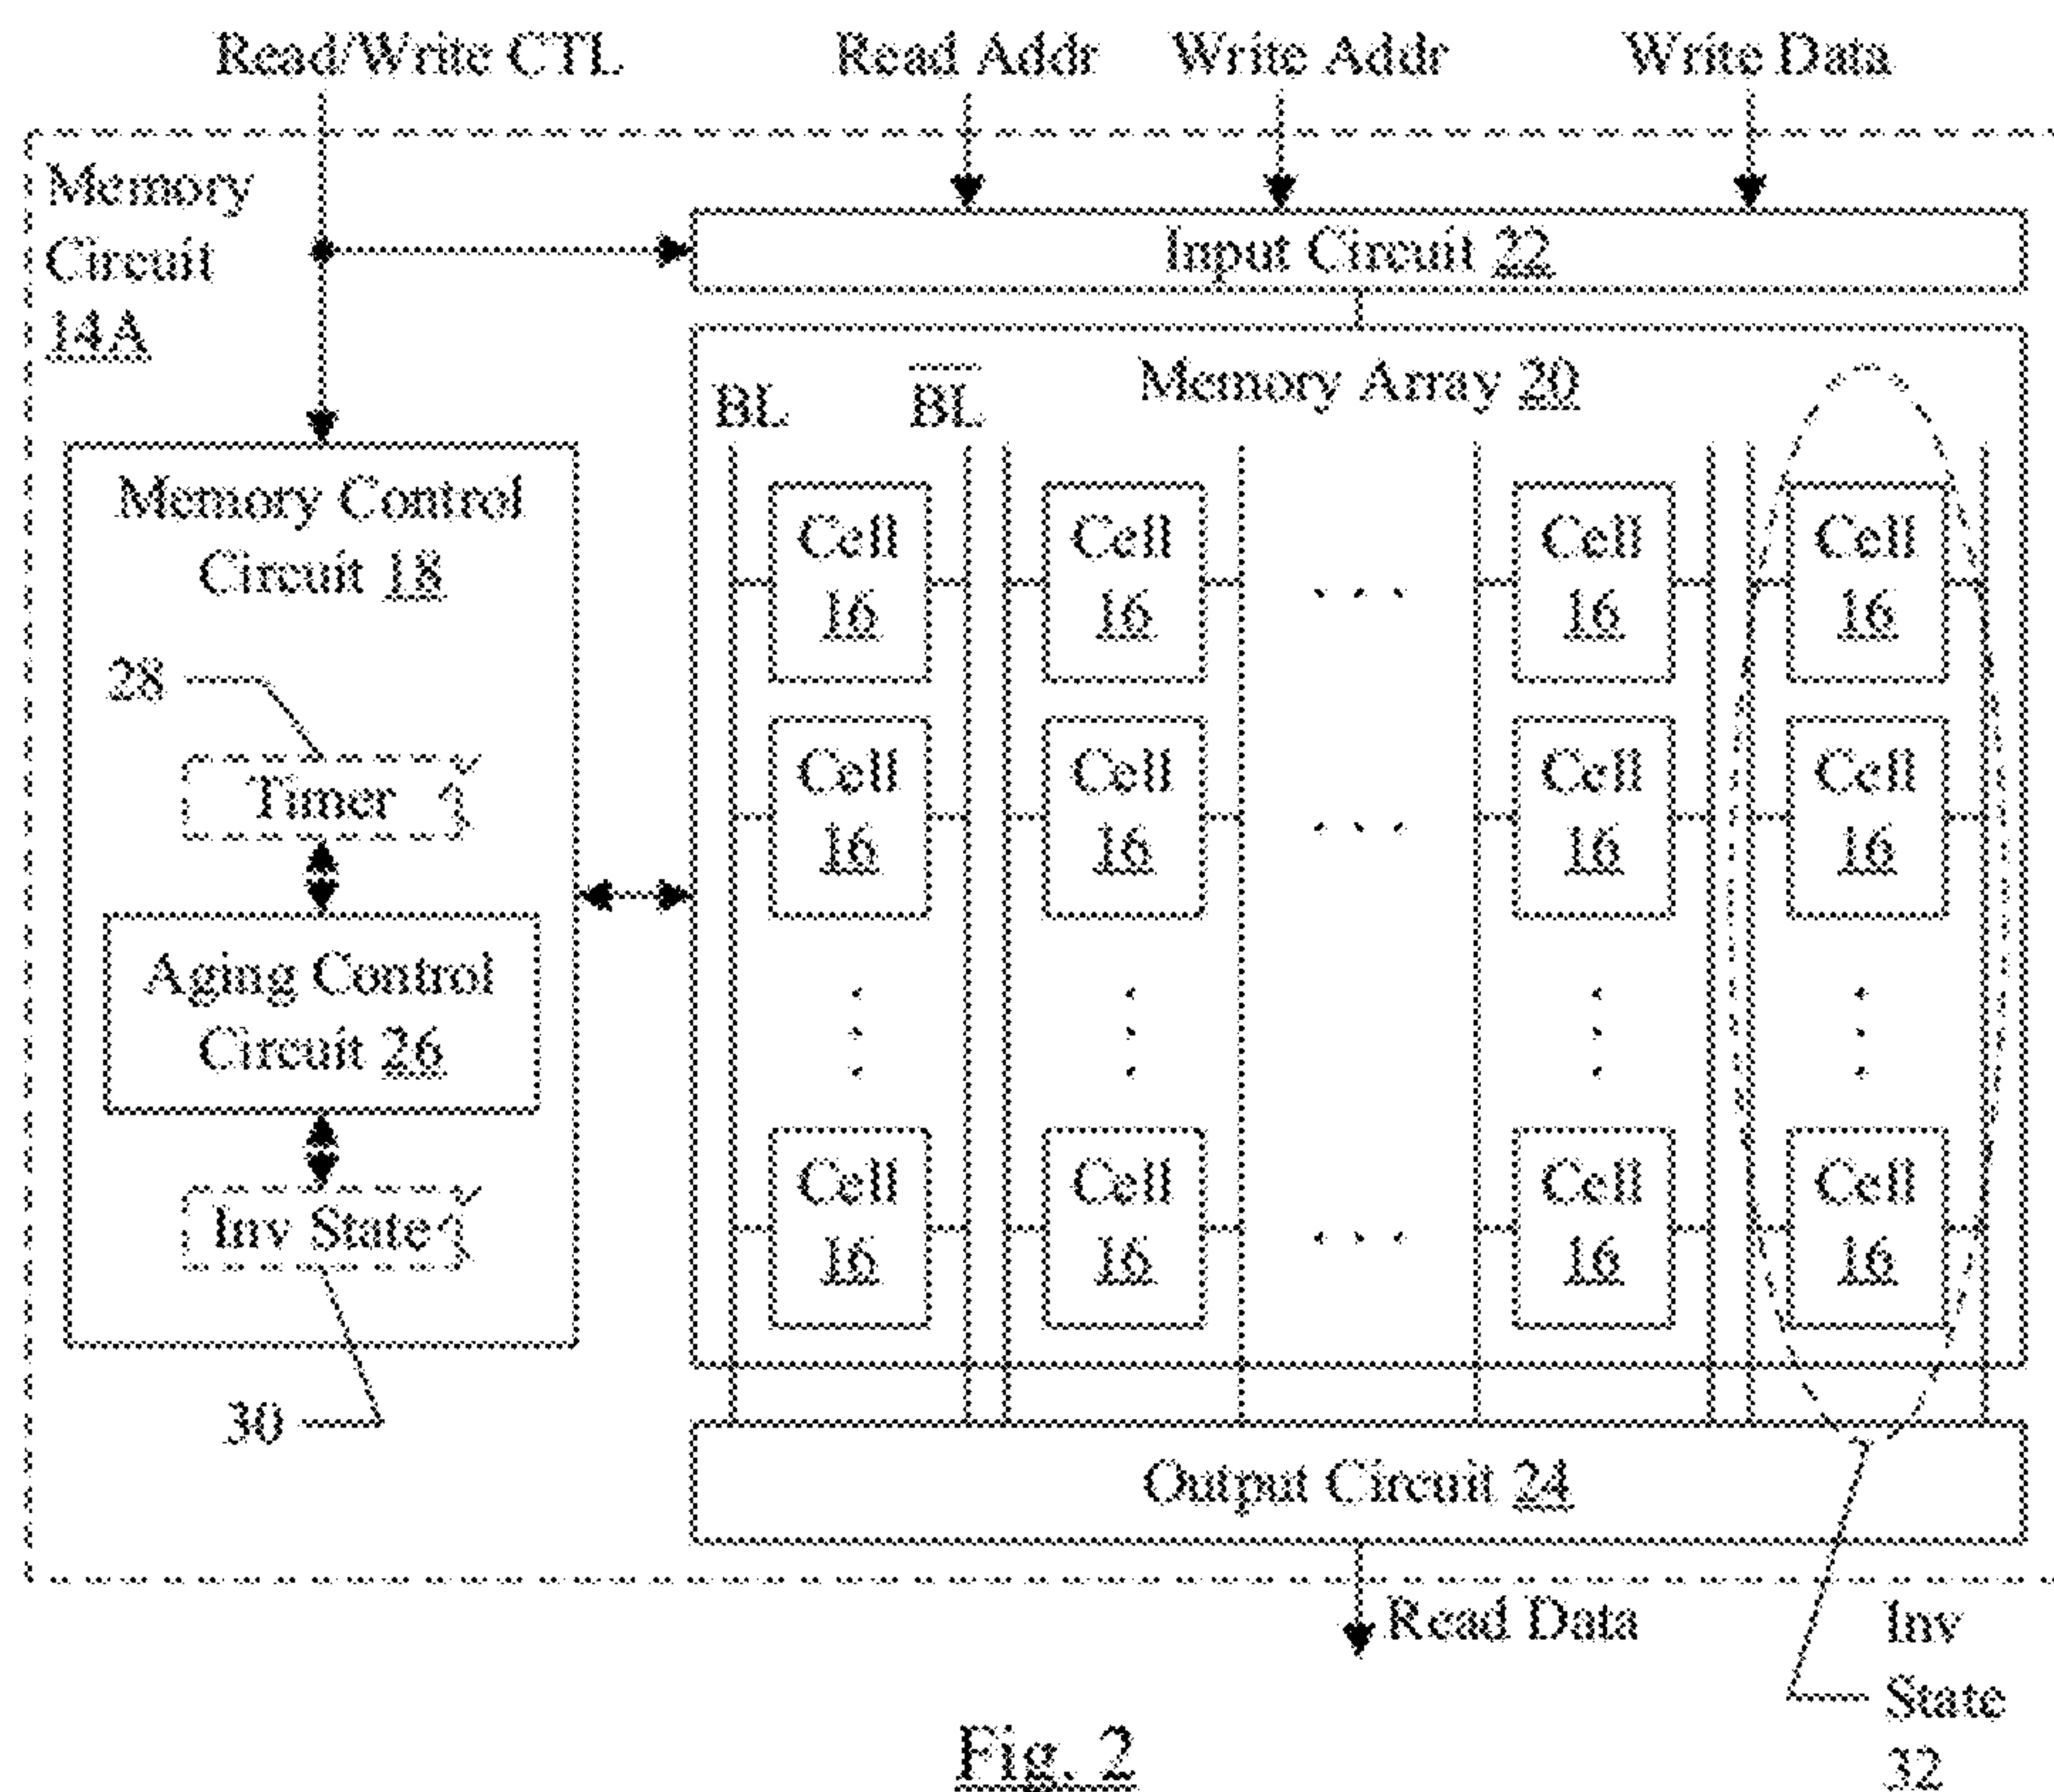 Read/Write CTL Read Addr Write Addr Write Data
Memory
Circuit
14A
Input Circuit 22
Memory Array 20
BL BL
Memory Control
Circuit 18
Cell Cell Cell Cell
16 16 16 16
. . .
28
Timer
Cell Cell Cell Cell
16 16 16 16
. . .
Aging Control
Circuit 26
Cell Cell Cell Cell
16 16 16 16
. . .
Inv State
30
Output Circuit 24
Read Data
Inv
State
32
Fig. 2